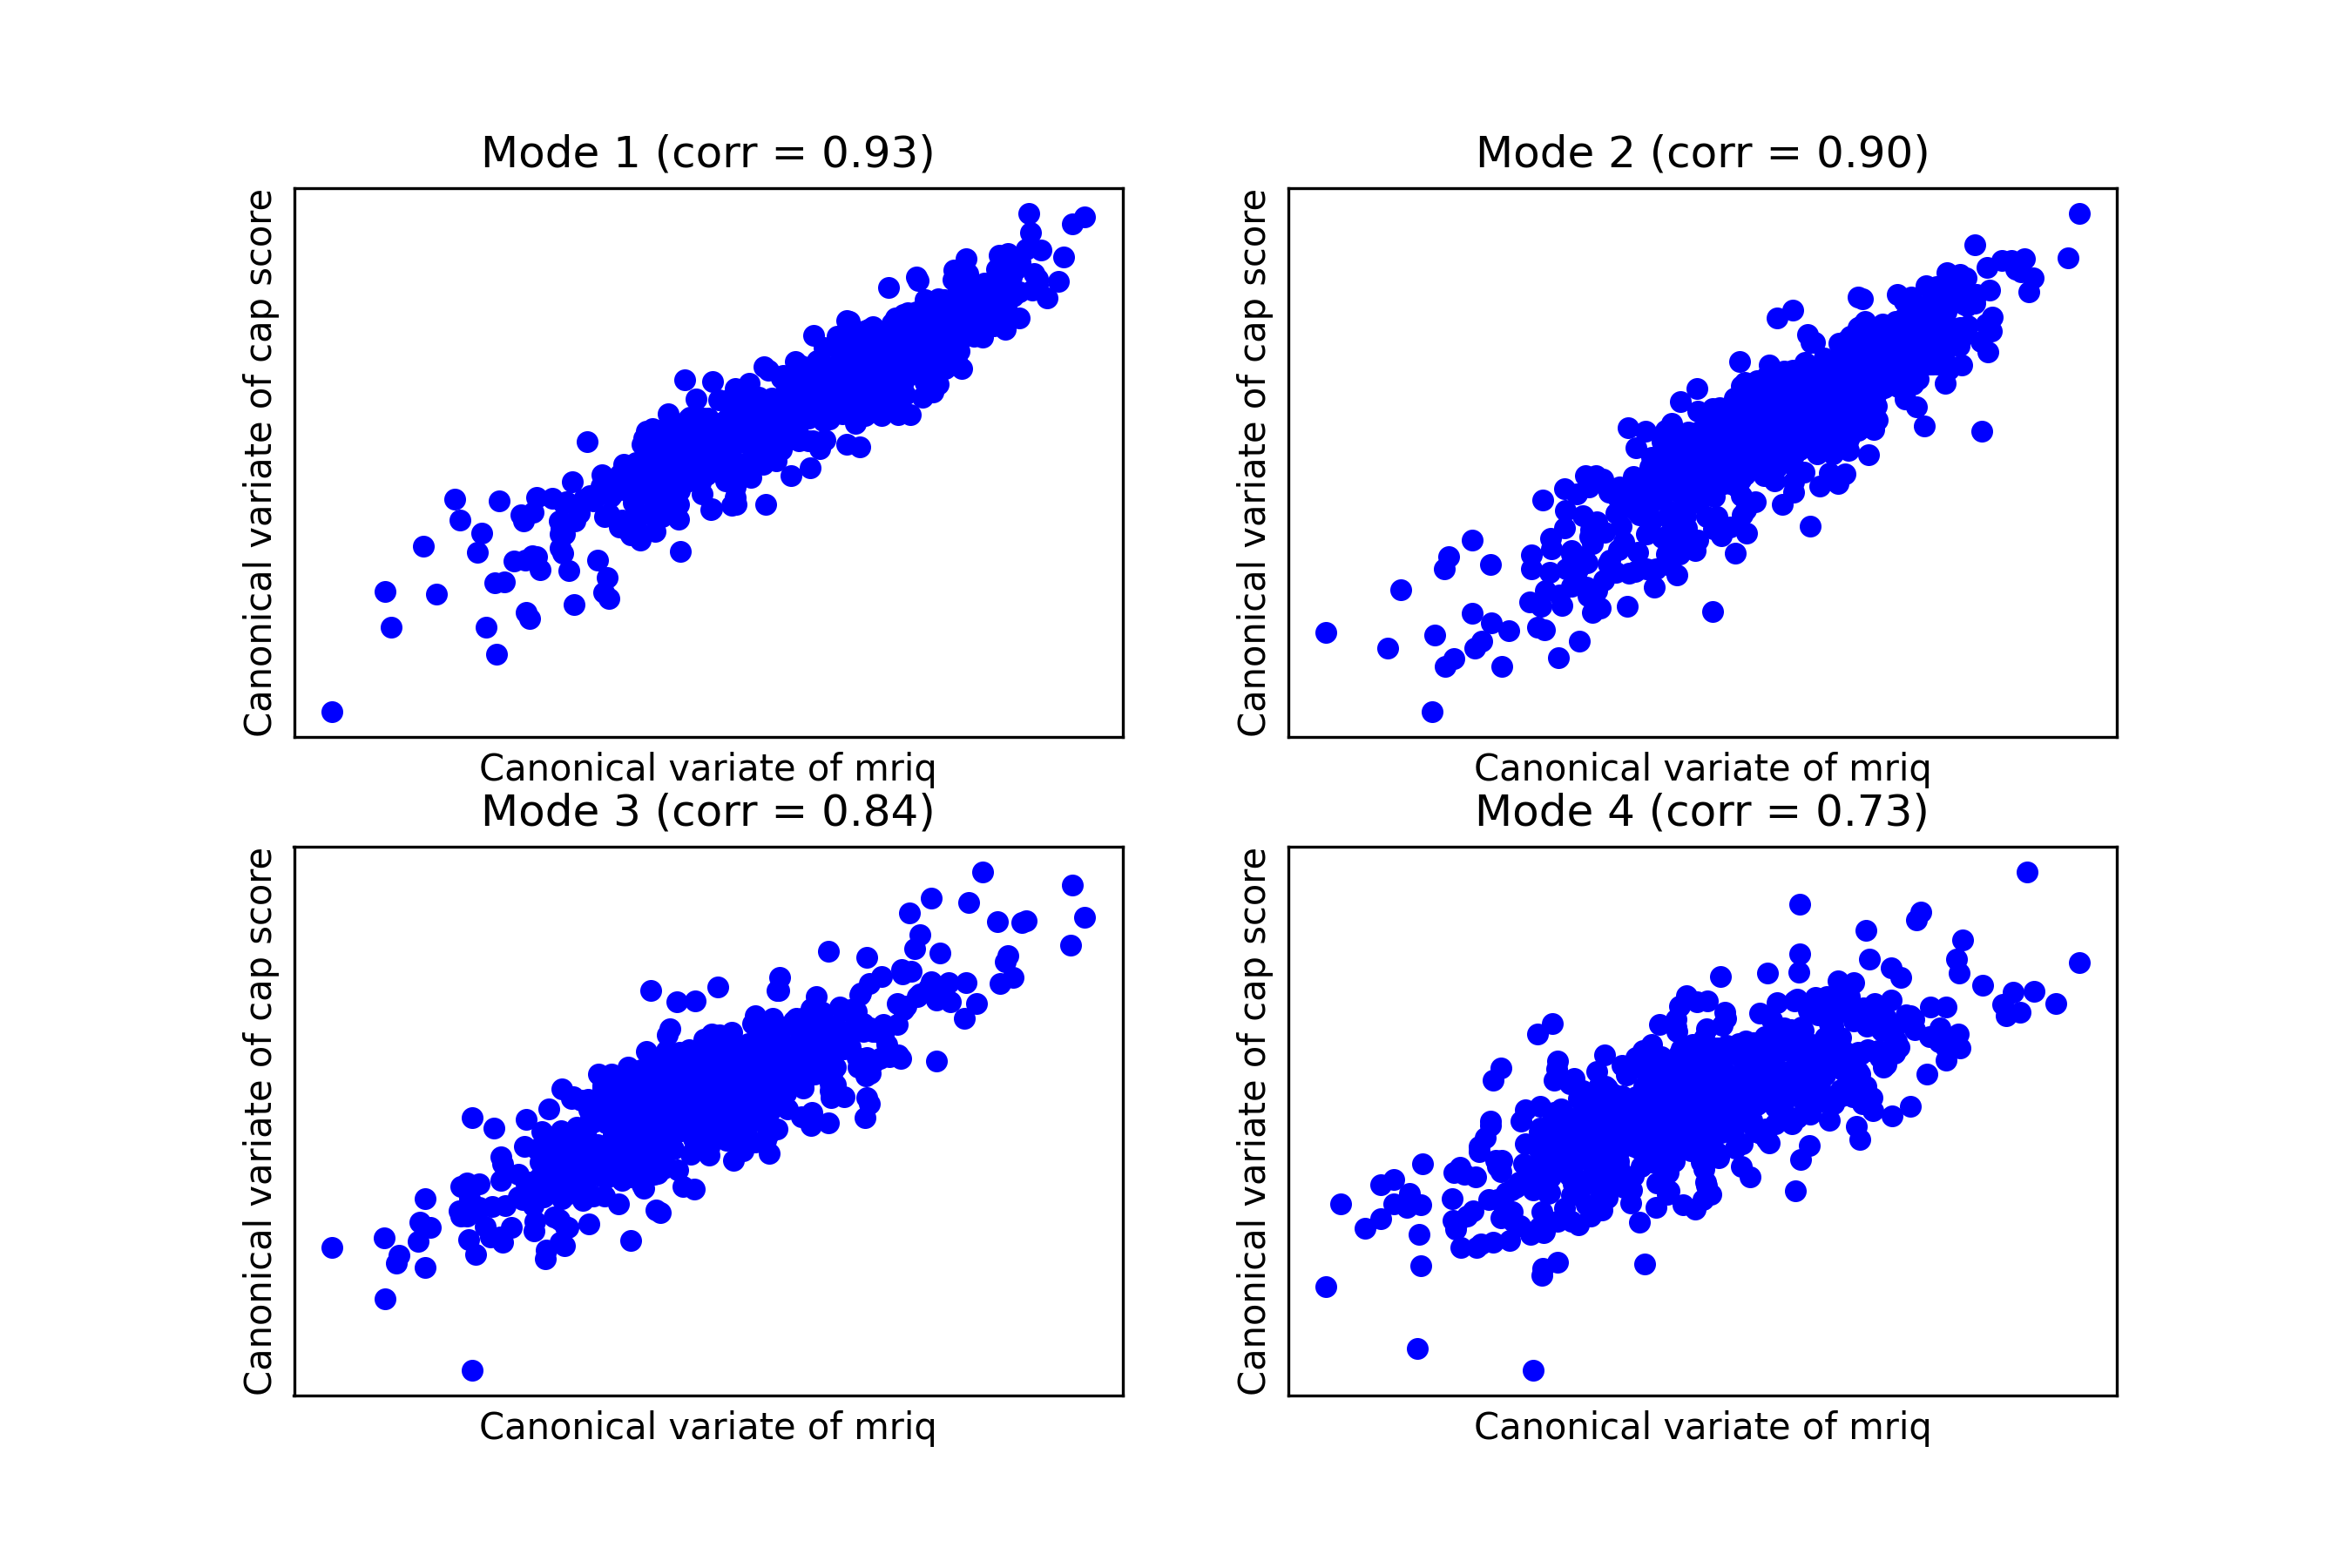 Mode 1 (corr = 0.93)
Canonical variate of cap score
Canonical variate of mriq
Mode 2 (corr = 0.90)
Canonical variate of cap score
Canonical variate of mriq
Mode 3 (corr = 0.84)
Canonical variate of cap score
Canonical variate of mriq
Mode 4 (corr = 0.73)
Canonical variate of cap score
Canonical variate of mriq